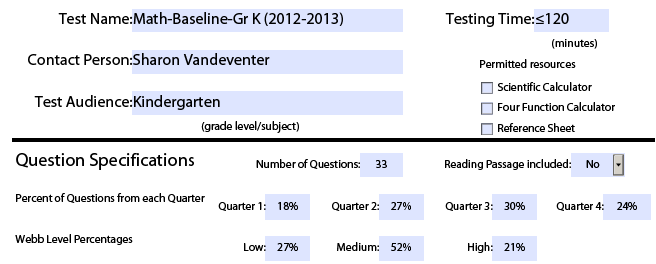 Test Name: Math-Baseline-Gr K (2012-2013) Testing Time: ≤120
(minutes)
Contact Person: Sharon Vandeventer Permitted resources
Scientific Calculator
Test Audience: Kindergarten Four Function Calculator
(grade level/subject) Reference Sheet
Question Specifications Number of Questions: 33 Reading Passage included: No
Percent of Questions from each Quarter Quarter 1: 18% Quarter 2: 27% Quarter 3: 30% Quarter 4: 24%
Webb Level Percentages Low: 27% Medium: 52% High: 21%